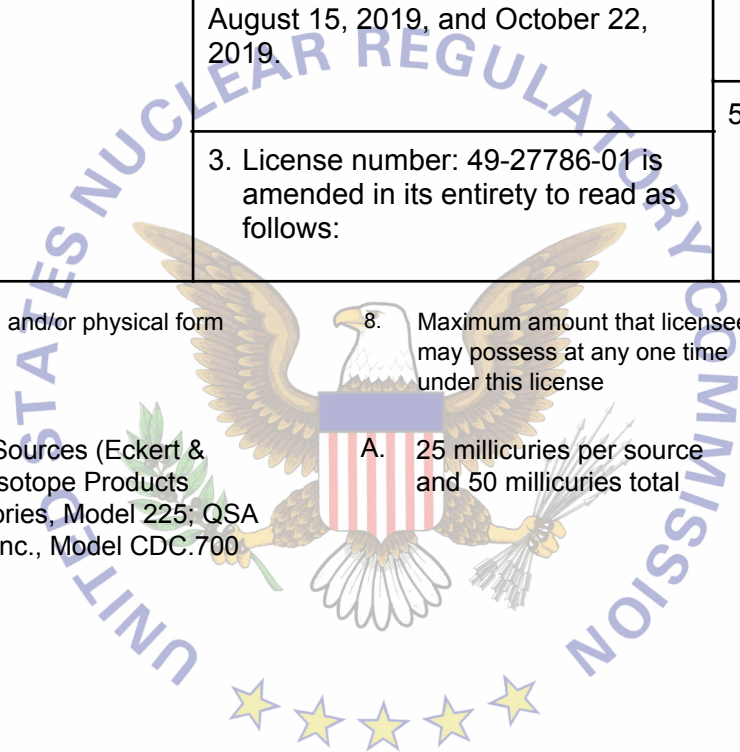 August 15, 2019, and October 22,
2019.
5
3. License number: 49-27786-01 is
amended in its entirety to read as
follows:
and/or physical form
8. Maximum amount that licensee
may possess at any one time
under this license
Sources (Eckert &
sotope Products
ories, Model 225; QSA
nc., Model CDC.700
A. 25 millicuries per source
and 50 millicuries total
UNITED STATES NUCLEAR REGULATORY COMMISSION